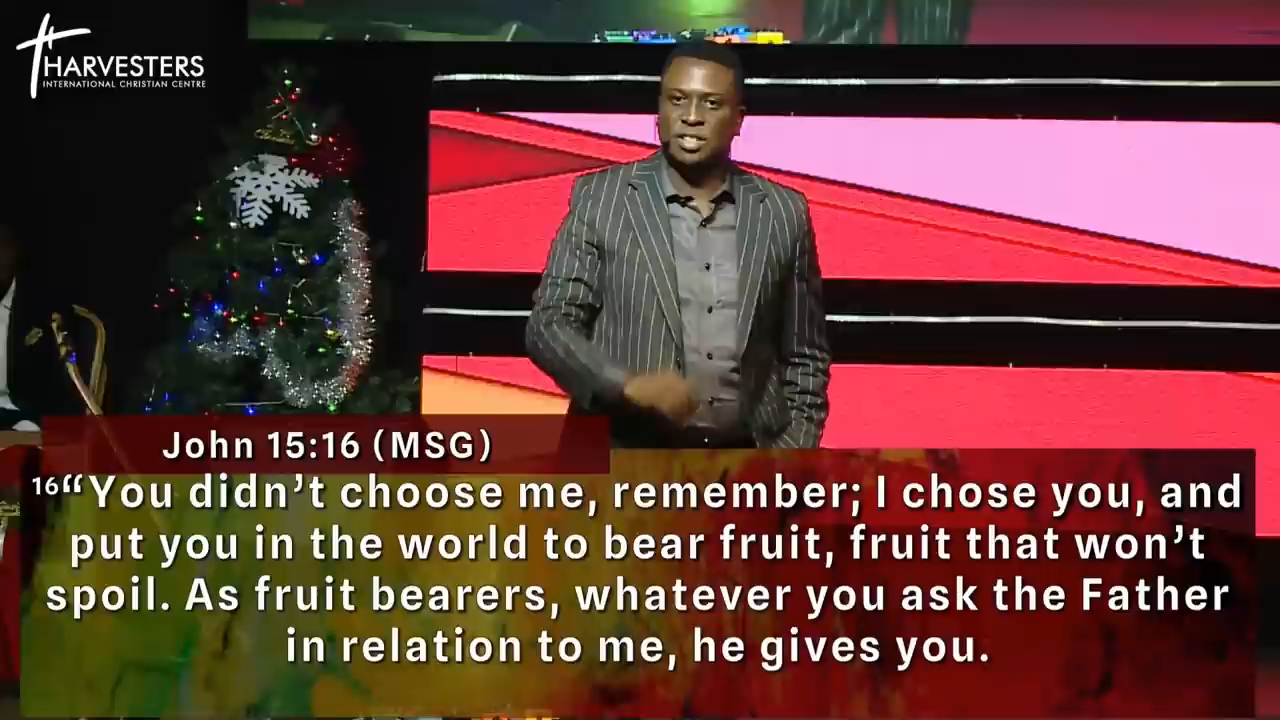 HARVESTERS
INTERNATIONAL CHRISTIAN CENTRE
John 15:16 (MSG)
16“You didn’t choose me, remember; I chose you, and
put you in the world to bear fruit, fruit that won’t
spoil. As fruit bearers, whatever you ask the Father
in relation to me, he gives you.